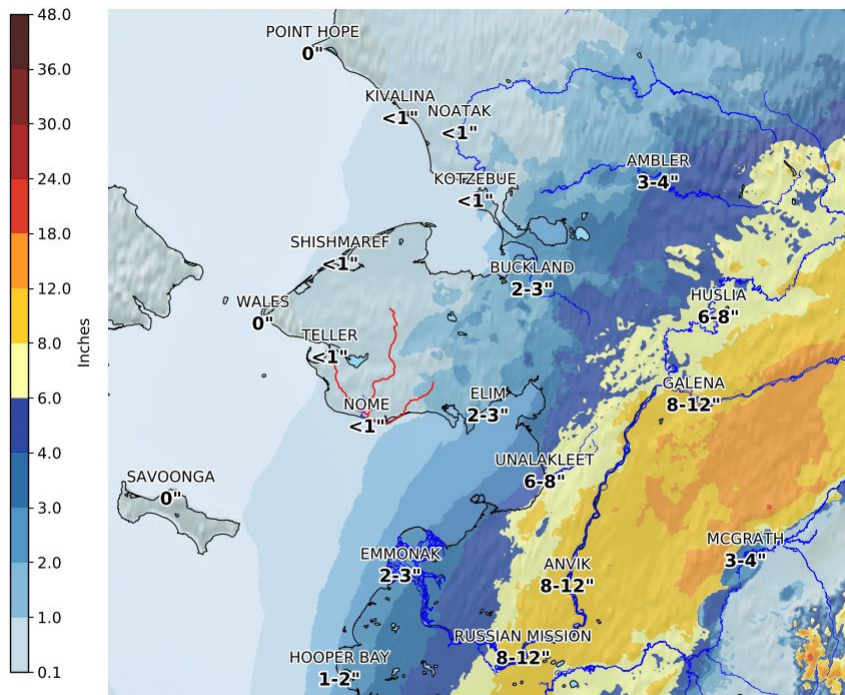 48.0
36.0
30.0
24.0
18.0
12.0
8.0
6.0
4.0
3.0
2.0
1.0
0.1
Inches
POINT HOPE
0"
KIVALINA
<1"
NOATAK
<1"
AMBLER
3-4"
KOTZEBUE
<1"
SHISHMAREF
<1"
BUCKLAND
2-3"
WALES
0"
HUSLIA
6-8"
TELLER
<1"
NOME
<1"
ELIM
2-3"
GALENA
8-12"
SAVOONGA
0"
UNALAKLEET
6-8"
EMMONAK
2-3"
ANVIK
8-12"
MCGRATH
3-4"
RUSSIAN MISSION
8-12"
HOOPER BAY
1-2"